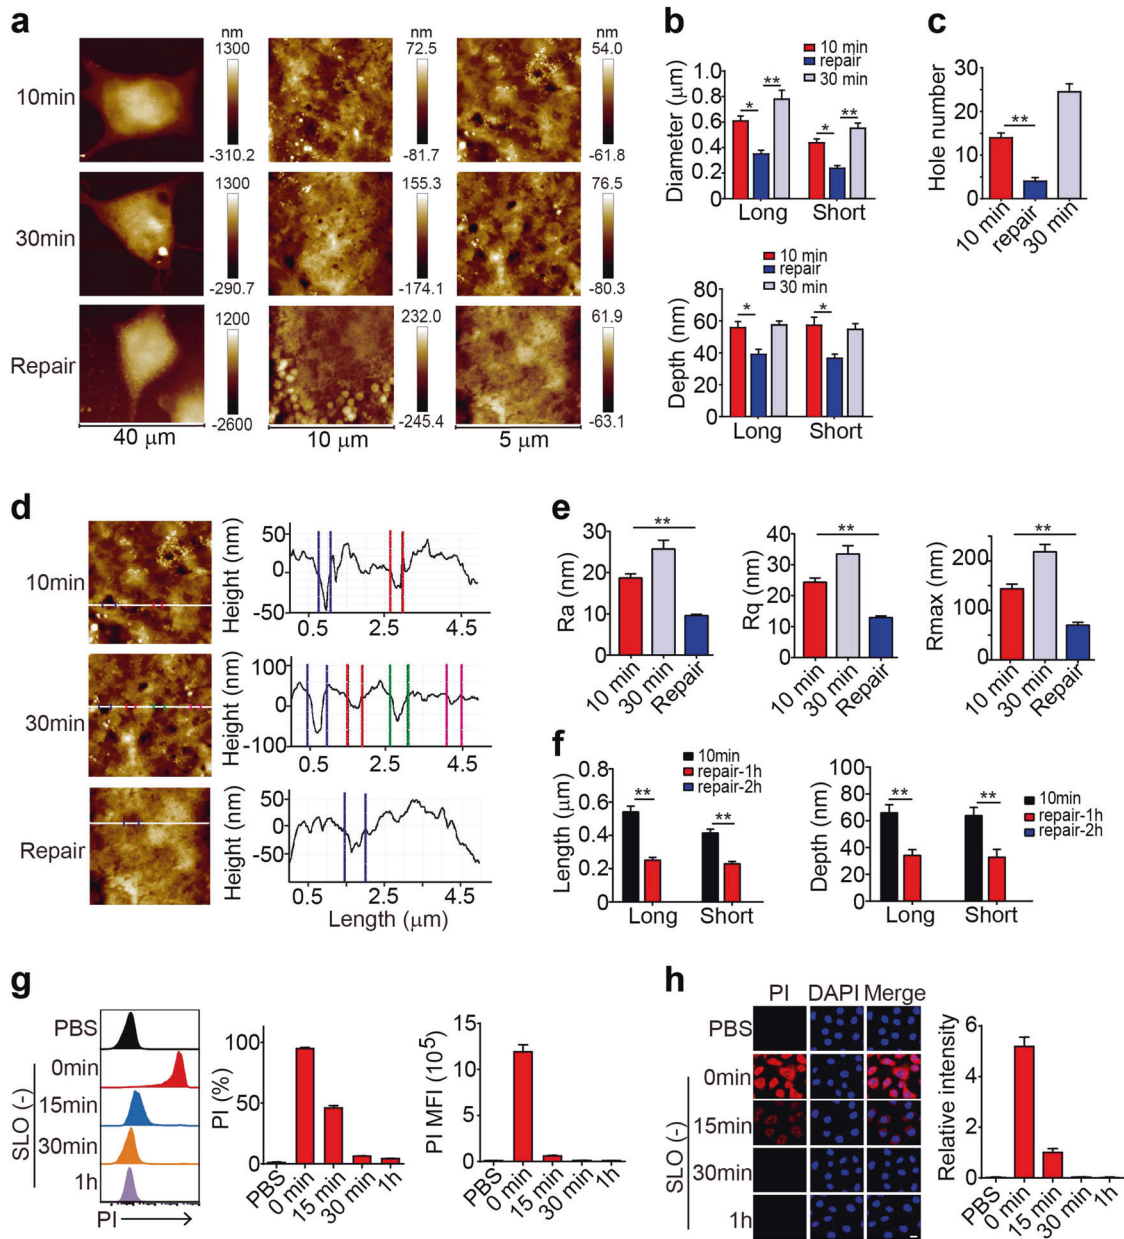 a
nm
nm
nm
10min
1300
-310.2
72.5
-81.7
54.0
-61.8
30min
1300
-290.7
155.3
-174.1
76.5
-80.3
Repair
1200
-2600
232.0
-245.4
61.9
-63.1
40 μm
10 μm
5 μm
b
10 min
repair
30 min
Diameter (μm)
1.0
0.8
0.6
0.4
0.2
0
*
**
*
**
Long
Short
10 min
repair
30 min
Depth (nm)
80
60
40
20
0
*
*
Long
Short
c
Hole number
30
20
10
0
**
10 min
repair
30 min
d
10min
Height (nm)
50
0
-50
0.5
2.5
4.5
30min
Height (nm)
100
0
-100
0.5
2.5
4.5
Repair
Height (nm)
50
0
-50
0.5
2.5
4.5
Length (μm)
e
Ra (nm)
30
20
10
0
**
10 min
30 min
Repair
Rq (nm)
40
30
20
10
0
**
10 min
30 min
Repair
Rmax (nm)
200
100
0
**
10 min
30 min
Repair
f
10min
repair-1h
repair-2h
Length (μm)
0.8
0.6
0.4
0.2
0
**
**
Long
Short
10min
repair-1h
repair-2h
Depth (nm)
100
80
60
40
20
0
**
**
Long
Short
g
PBS
SLO (-)
0min
15min
30min
1h
PI
PI (%)
100
50
0
PBS
0 min
15 min
30 min
1h
PI MFI (10⁵)
15
10
5
0
PBS
0 min
15 min
30 min
1h
h
PI DAPI Merge
PBS
SLO (-)
0min
15min
30min
1h
Relative intensity
6
4
2
0
PBS
0 min
15 min
30 min
1h